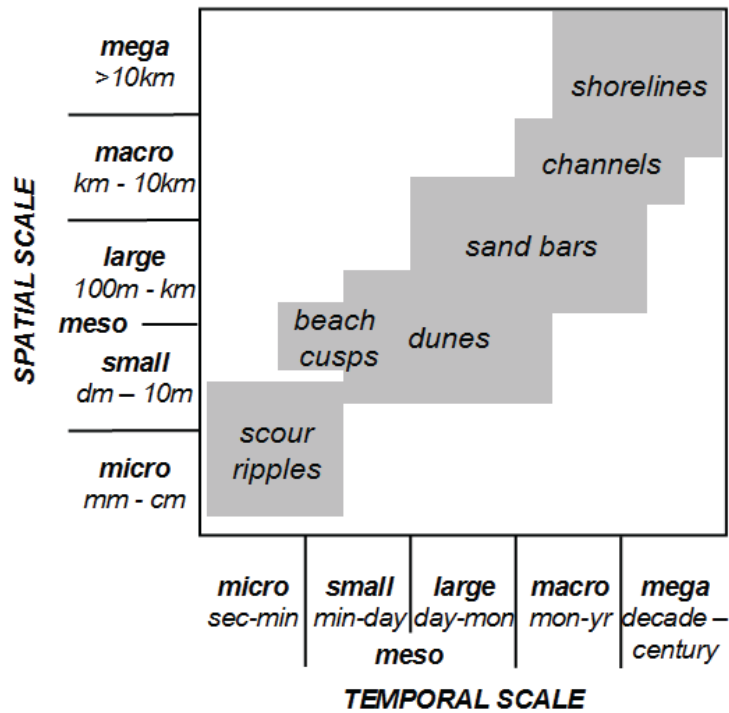 mega
>10km
macro
km - 10km
large
100m - km
meso
small
dm – 10m
micro
mm - cm
SPATIAL SCALE
shorelines
channels
sand bars
beach
cusps
dunes
scour
ripples
micro small large macro mega
sec-min min-day day-mon mon-yr decade –
century
meso
TEMPORAL SCALE